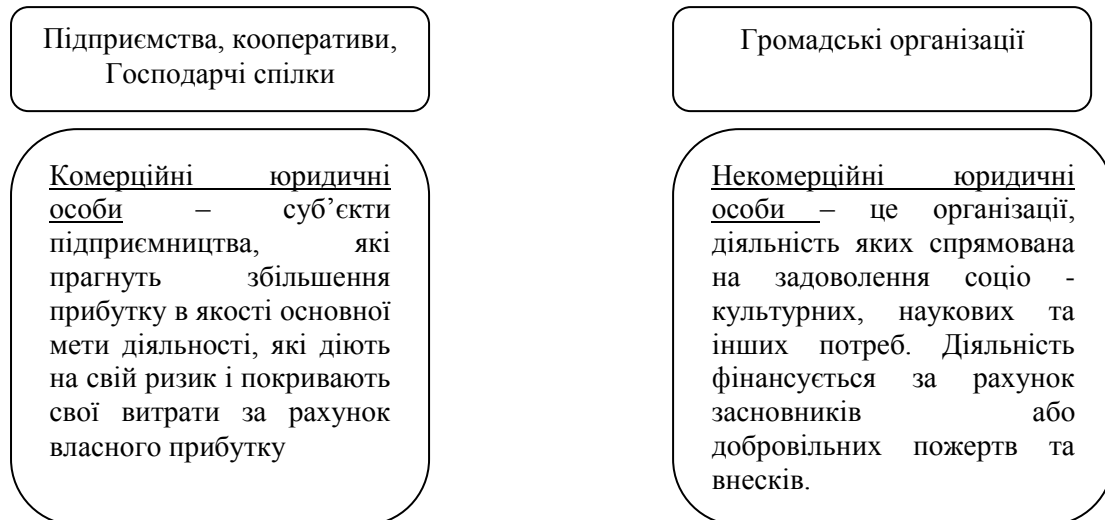 Підприємства, кооперативи,
Господарчі спілки
Комерційні юридичні
особи – суб’єкти
підприємництва, які
прагнуть збільшення
прибутку в якості основної
мети діяльності, які діють
на свій ризик і покривають
свої витрати за рахунок
власного прибутку
Громадські організації
Некомерційні юридичні
особи – це організації,
діяльність яких спрямована
на задоволення соціо -
культурних, наукових та
інших потреб. Діяльність
фінансується за рахунок
засновників або
добровільних пожертв та
внесків.